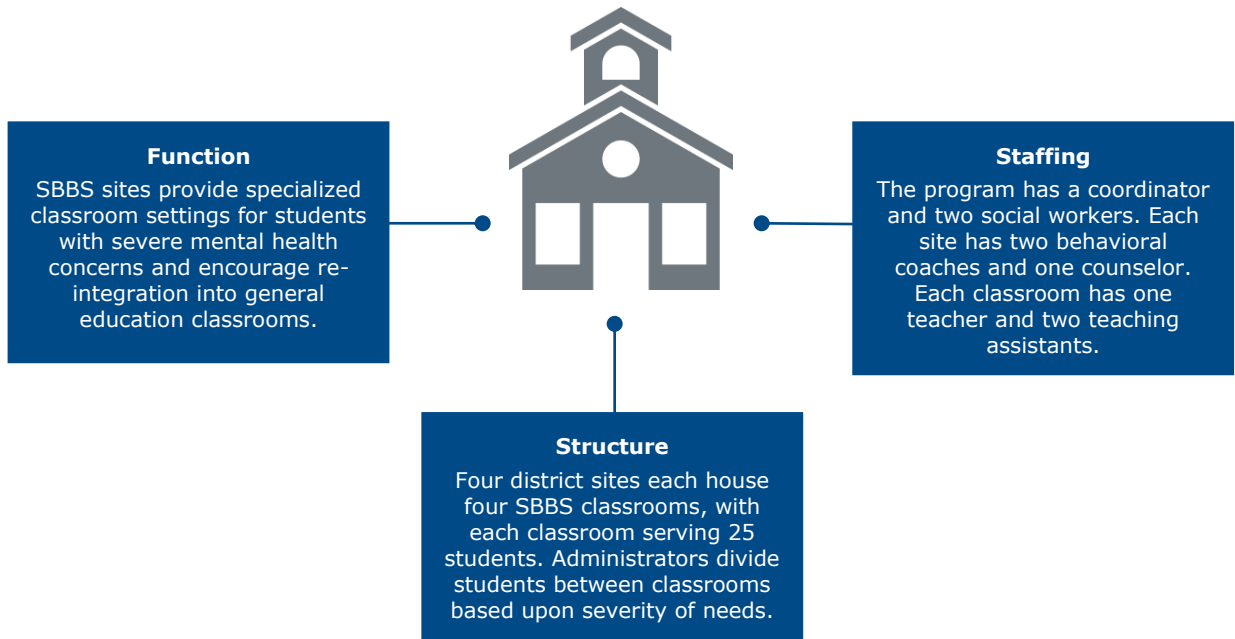 Function
SBBS sites provide specialized
classroom settings for students
with severe mental health
concerns and encourage re-
integration into general
education classrooms.
Staffing
The program has a coordinator
and two social workers. Each
site has two behavioral
coaches and one counselor.
Each classroom has one
teacher and two teaching
assistants.
Structure
Four district sites each house
four SBBS classrooms, with
each classroom serving 25
students. Administrators divide
students between classrooms
based upon severity of needs.